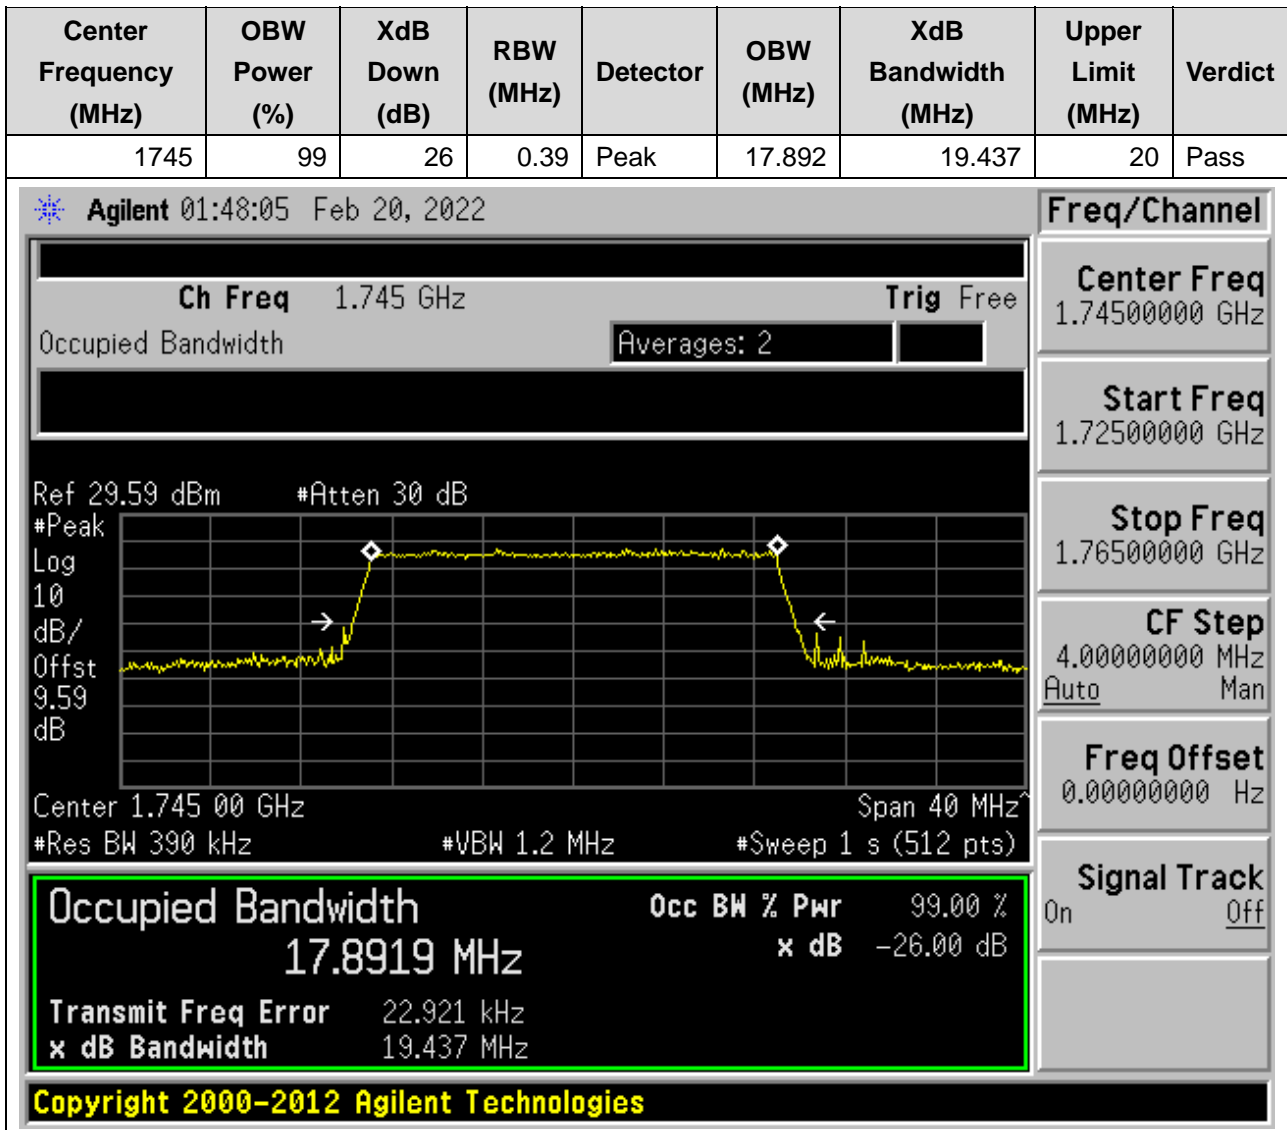 Center Frequency (MHz) OBW Power (%) XdB Down (dB) RBW (MHz) Detector OBW (MHz) XdB Bandwidth (MHz) Upper Limit (MHz) Verdict
1745 99 26 0.39 Peak 17.892 19.437 20 Pass
Agilent 01:48:05 Feb 20, 2022
Freq/Channel
Ch Freq 1.745 GHz Trig Free
Occupied Bandwidth Averages: 2
Center Freq
1.74500000 GHz
Start Freq
1.72500000 GHz
Stop Freq
1.76500000 GHz
CF Step
4.00000000 MHz
Auto Man
Freq Offset
0.00000000 Hz
Signal Track
On Off
Ref 29.59 dBm #Atten 30 dB
#Peak
Log
10
dB/
Offst
9.59
dB
Center 1.745 00 GHz Span 40 MHz^
#Res BW 390 kHz #VBW 1.2 MHz #Sweep 1 s (512 pts)
Occupied Bandwidth Occ BW % Pwr 99.00 %
17.8919 MHz x dB -26.00 dB
Transmit Freq Error 22.921 kHz
x dB Bandwidth 19.437 MHz
Copyright 2000-2012 Agilent Technologies